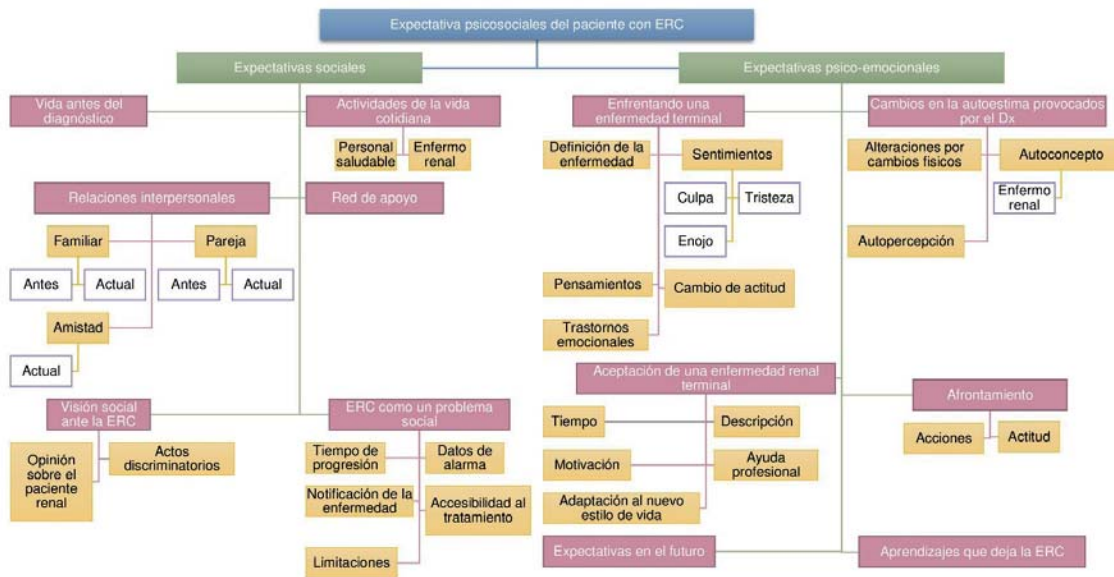 Expectativa psicosociales del paciente con ERC
Expectativas sociales
Expectativas psico-emocionales
Vida antes del
diagnóstico
Actividades de la vida
cotidiana
Personal
saludable
Enfermo
renal
Relaciones interpersonales
Red de apoyo
Familiar
Pareja
Antes
Actual
Antes
Actual
Amistad
Actual
Visión social
ante la ERC
Opinión
sobre el
paciente
renal
Actos
discriminatorios
ERC como un problema
social
Tiempo de
progresión
Datos de
alarma
Notificación de la
enfermedad
Accesibilidad al
tratamiento
Limitaciones
Enfrentando una
enfermedad terminal
Definición de la
enfermedad
Sentimientos
Culpa
Tristeza
Enojo
Pensamientos
Cambio de actitud
Trastornos
emocionales
Cambios en la autoestima provocados
por el Dx
Alteraciones por
cambios fisicos
Autoconcepto
Enfermo
renal
Autopercepción
Aceptación de una enfermedad renal
terminal
Tiempo
Descripción
Motivación
Ayuda
profesional
Adaptación al nuevo
estilo de vida
Afrontamiento
Acciones
Actitud
Expectativas en el futuro
Aprendizajes que deja la ERC